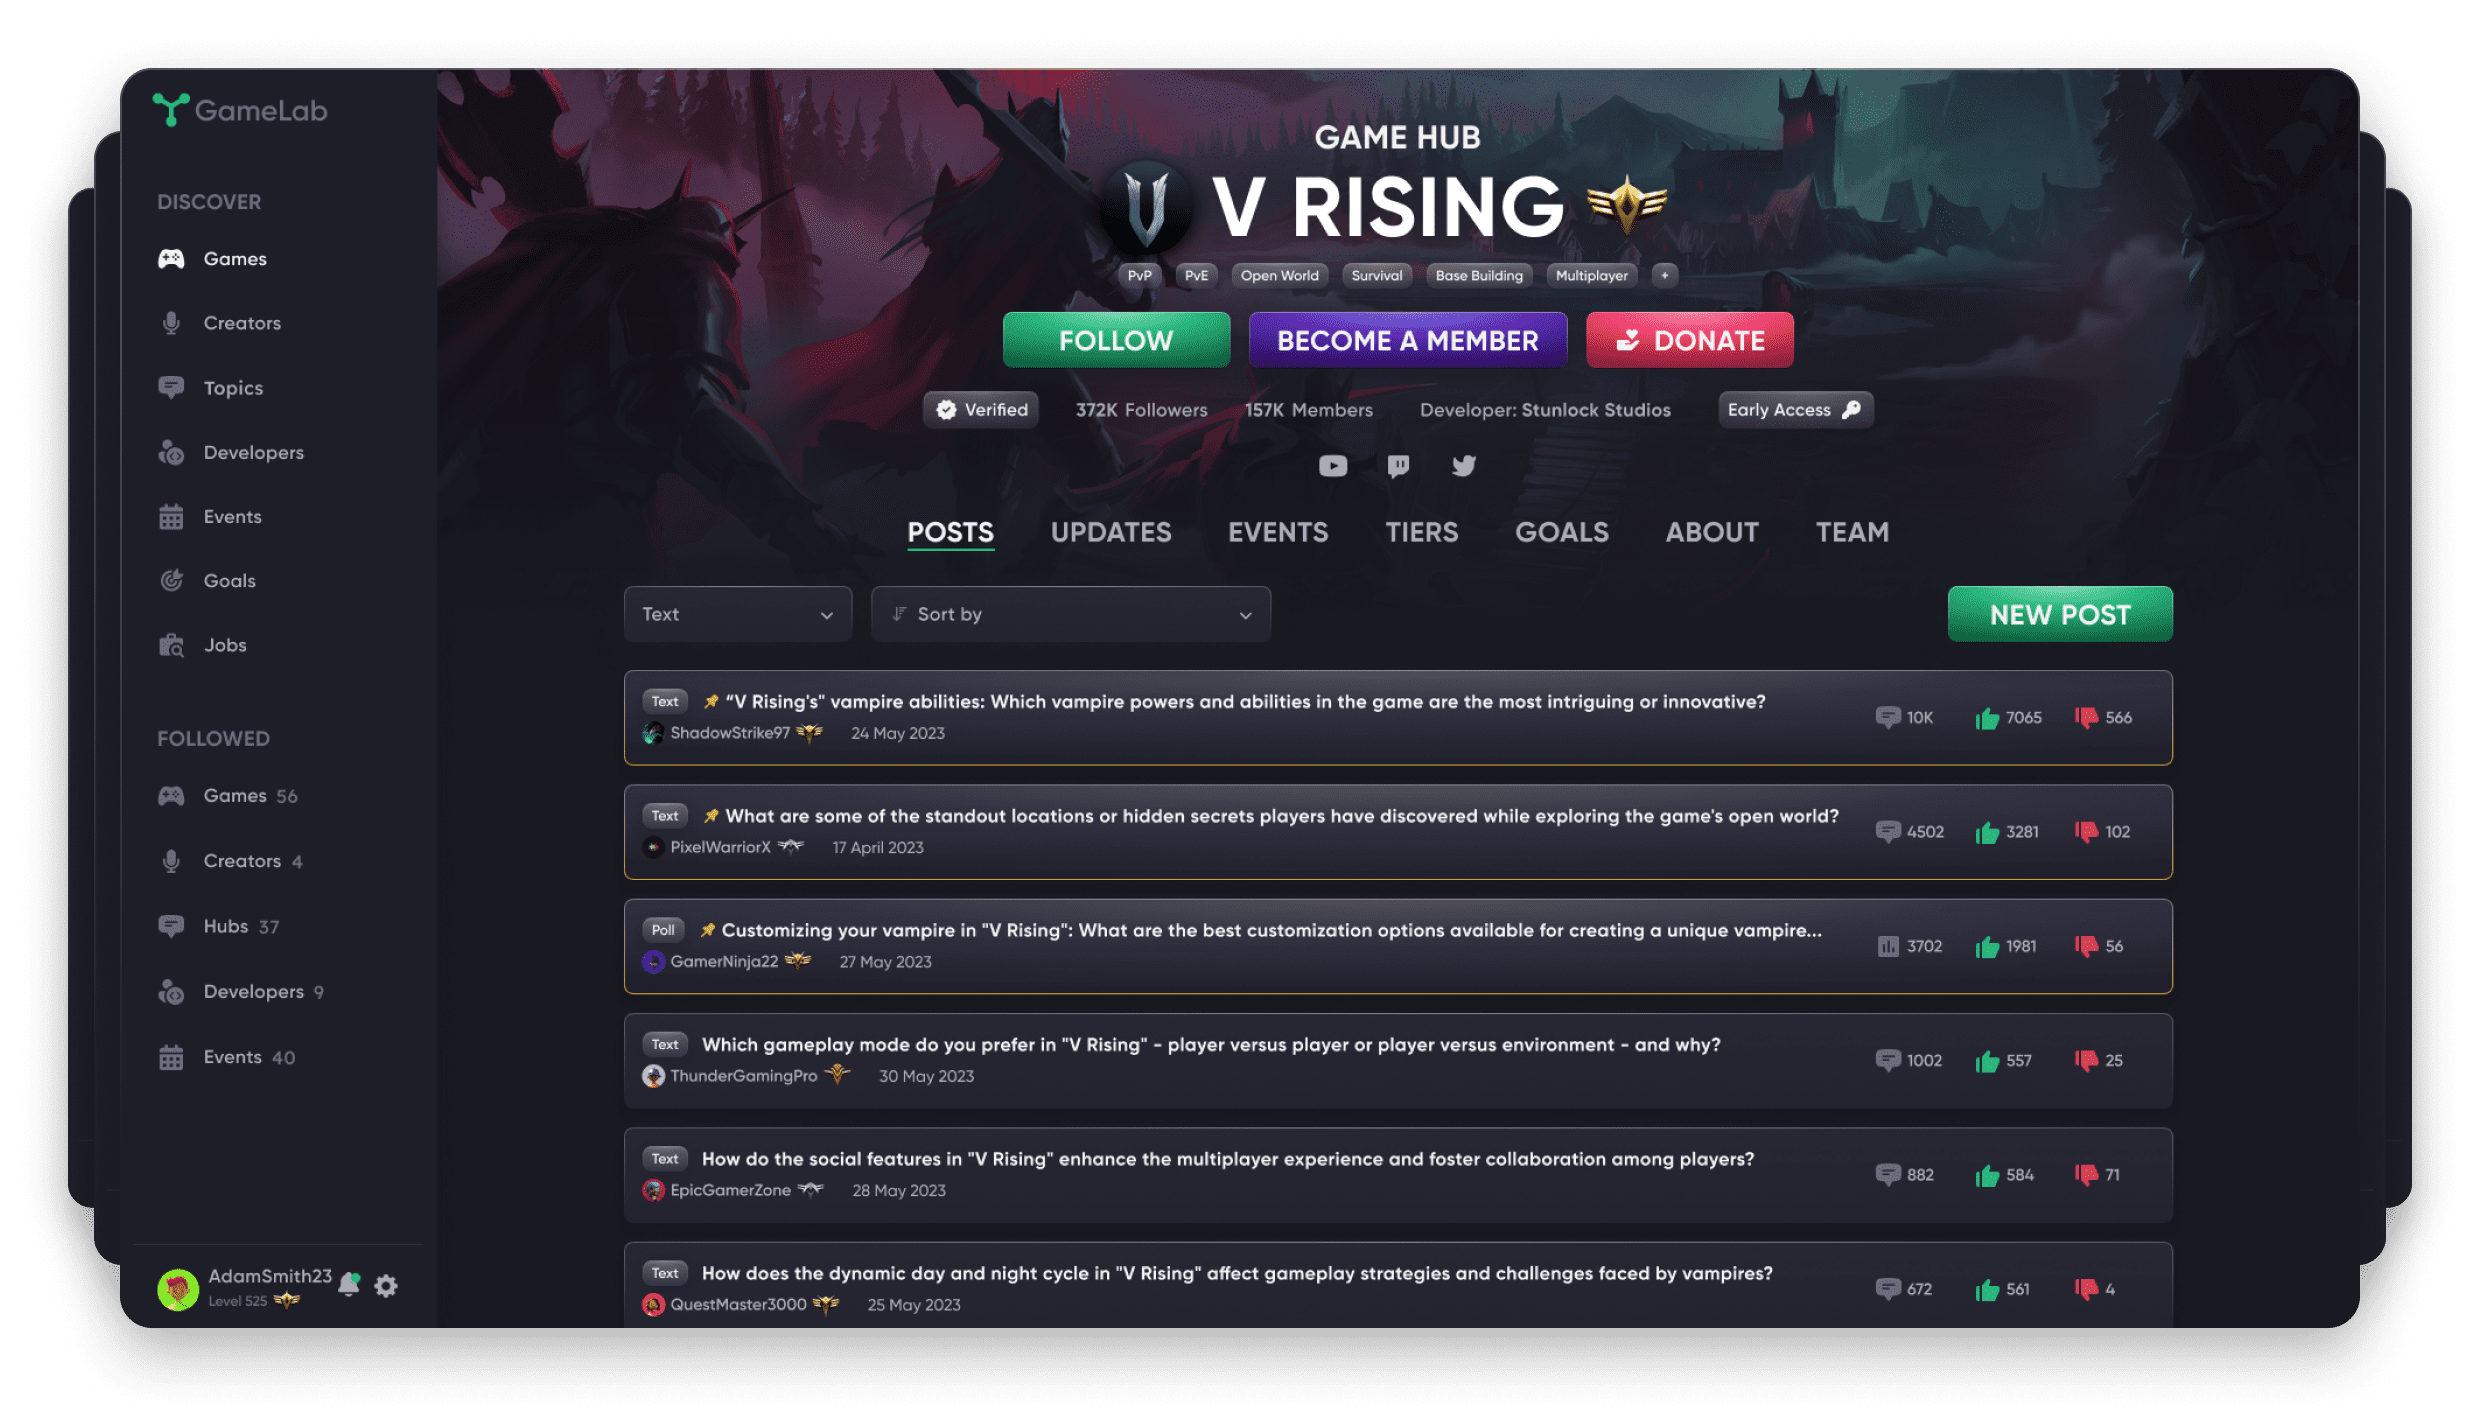 GameLab
DISCOVER
Games
Creators
Topics
Developers
Events
Goals
Jobs
FOLLOWED
Games 56
Creators 4
Hubs 37
Developers 9
Events 40
AdamSmith23
Level 525
GAME HUB
V RISING
PvP PvE Open World Survival Base Building Multiplayer +
FOLLOW BECOME A MEMBER DONATE
Verified 372K Followers 157K Members Developer: Stunlock Studios Early Access
POSTS UPDATES EVENTS TIERS GOALS ABOUT TEAM
Text Sort by NEW POST
Text “V Rising's" vampire abilities: Which vampire powers and abilities in the game are the most intriguing or innovative?
ShadowStrike97 24 May 2023
10K 7065 566
Text What are some of the standout locations or hidden secrets players have discovered while exploring the game's open world?
PixelWarriorX 17 April 2023
4502 3281 102
Poll Customizing your vampire in "V Rising": What are the best customization options available for creating a unique vampire...
GamerNinja22 27 May 2023
3702 1981 56
Text Which gameplay mode do you prefer in "V Rising" - player versus player or player versus environment - and why?
ThunderGamingPro 30 May 2023
1002 557 25
Text How do the social features in "V Rising" enhance the multiplayer experience and foster collaboration among players?
EpicGamerZone 28 May 2023
882 584 71
Text How does the dynamic day and night cycle in "V Rising" affect gameplay strategies and challenges faced by vampires?
QuestMaster3000 25 May 2023
672 561 4